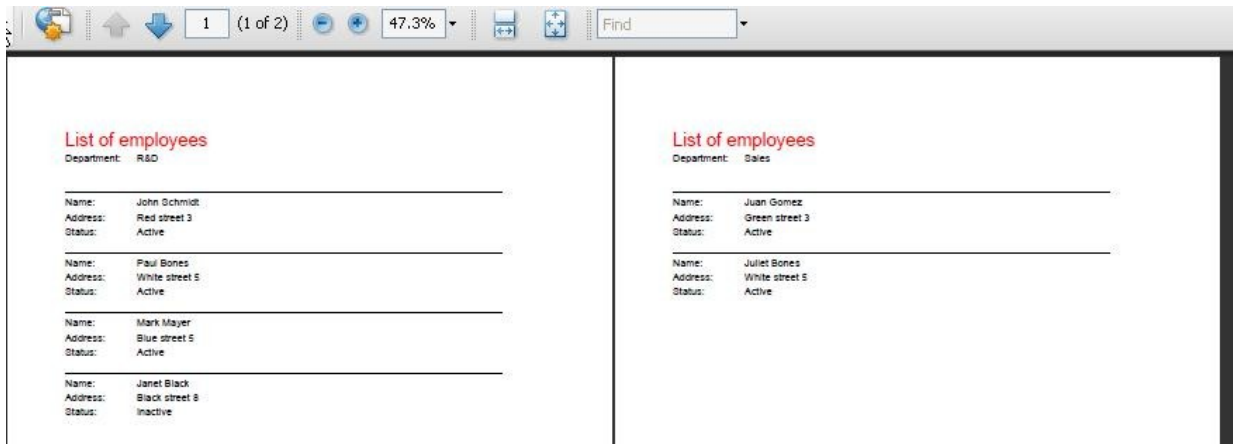 1 (1 of 2) 47.3% Find
List of employees
Department: R&D
Name: John Schmidt
Address: Red street 3
Status: Active
Name: Paul Bones
Address: White street 5
Status: Active
Name: Mark Mayer
Address: Blue street 5
Status: Active
Name: Janet Black
Address: Black street 8
Status: Inactive
List of employees
Department: Sales
Name: Juan Gomez
Address: Green street 3
Status: Active
Name: Juliet Bones
Address: White street 5
Status: Active